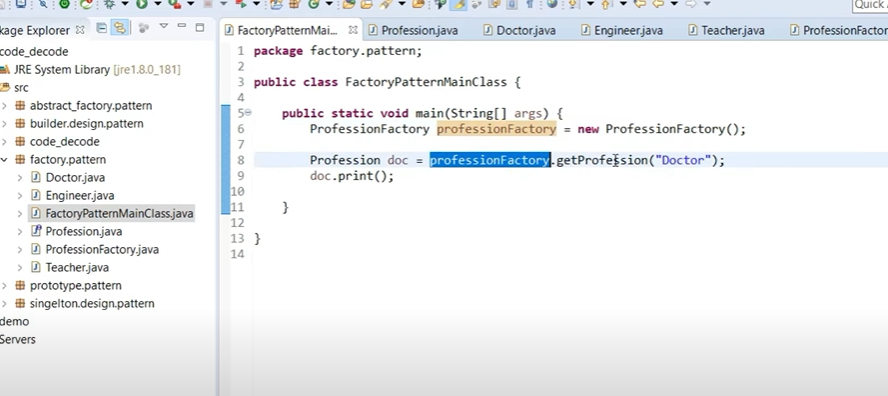 Quick A
kage Explorer
code_decode
JRE System Library [jre1.8.0_181]
src
abstract_factory.pattern
builder.design.pattern
code_decode
factory.pattern
Doctor.java
Engineer.java
FactoryPatternMainClass.java
Profession.java
ProfessionFactory.java
Teacher.java
prototype.pattern
singelton.design.pattern
demo
Servers
FactoryPatternMai... Profession.java Doctor.java Engineer.java Teacher.java ProfessionFactor
1 package factory.pattern;
2
3 public class FactoryPatternMainClass {
4
5 public static void main(String[] args) {
6 ProfessionFactory professionFactory = new ProfessionFactory();
7
8 Profession doc = professionFactory.getProfession("Doctor");
9 doc.print();
10
11 }
12
13 }
14